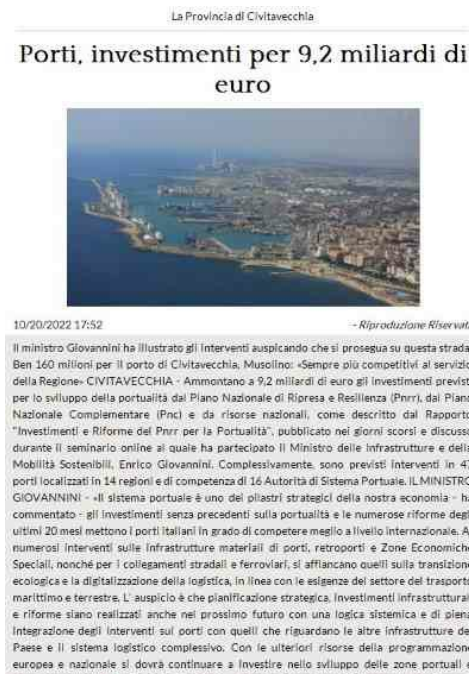 La Provincia di Civitavecchia
Porti, investimenti per 9,2 miliardi di
euro
10/20/2022 17:52
- Riproduzione Riservata
Il ministro Giovannini ha illustrato gli interventi auspicando che si prosegua su questa strada.
Ben 160 milioni per il porto di Civitavecchia, Musolino: «Sempre più competitivi al servizio
della Regione» CIVITAVECCHIA - Ammontano a 9,2 miliardi di euro gli investimenti previsti
per lo sviluppo della portualità dal Piano Nazionale di Ripresa e Resilienza (Pnrr), dal Piano
Nazionale Complementare (Pnc) e da risorse nazionali, come descritto dal Rapporto
"Investimenti e Riforme del Pnrr per la Portualità", pubblicato nei giorni scorsi e discusso
durante il seminario online al quale ha partecipato il Ministro delle Infrastrutture e della
Mobilità Sostenibili, Enrico Giovannini. Complessivamente, sono previsti interventi in 47
porti localizzati in 14 regioni e di competenza di 16 Autorità di Sistema Portuale. IL MINISTRO
GIOVANNINI - «Il sistema portuale è uno dei pilastri strategici della nostra economia - ha
commentato - gli investimenti senza precedenti sulla portualità e le numerose riforme degli
ultimi 20 mesi mettono i porti italiani in grado di competere meglio a livello internazionale. Ai
numerosi interventi sulle infrastrutture materiali di porti, retroporti e Zone Economiche
Speciali, nonché per i collegamenti stradali e ferroviari, si affiancano quelli sulla transizione
ecologica e la digitalizzazione della logistica, in linea con le esigenze del settore del trasporto
marittimo e terrestre. L' auspicio è che pianificazione strategica, investimenti infrastrutturali
e riforme siano realizzati anche nel prossimo futuro con una logica sistemica e di piena
integrazione degli interventi sui porti con quelli che riguardano le altre infrastrutture del
Paese e il sistema logistico complessivo. Con le ulteriori risorse della programmazione
europea e nazionale si dovrà continuare a investire nello sviluppo delle zone portuali e